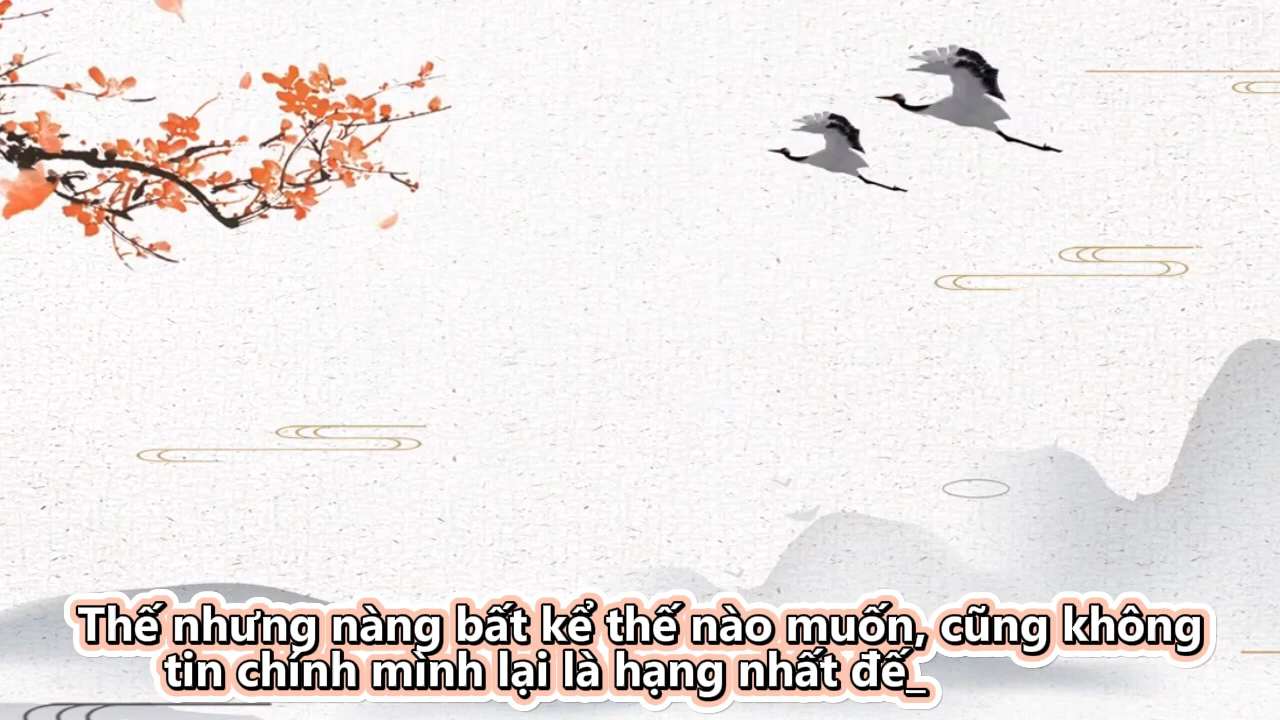 Thế nhưng nàng bất kể thế nào muốn, cũng không
tin chính mình lại là hạng nhất đế_